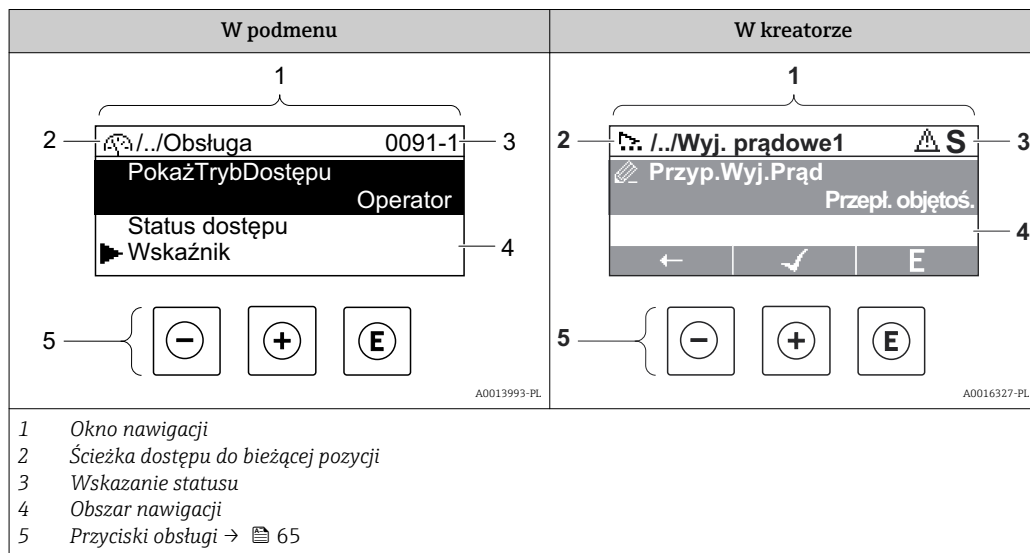 W podmenu
W kreatorze
1
2
/../Obsługa 0091-1
3
PokażTrybDostępu
Operator
Status dostępu
Wskaźnik
4
5
E
A0013993-PL
1
2
/../Wyj. prądowe1 S
3
Przyp.Wyj.Prąd
Przepł. objętoś.
4
E
5
E
A0016327-PL
1 Okno nawigacji
2 Ścieżka dostępu do bieżącej pozycji
3 Wskazanie statusu
4 Obszar nawigacji
5 Przyciski obsługi → 65